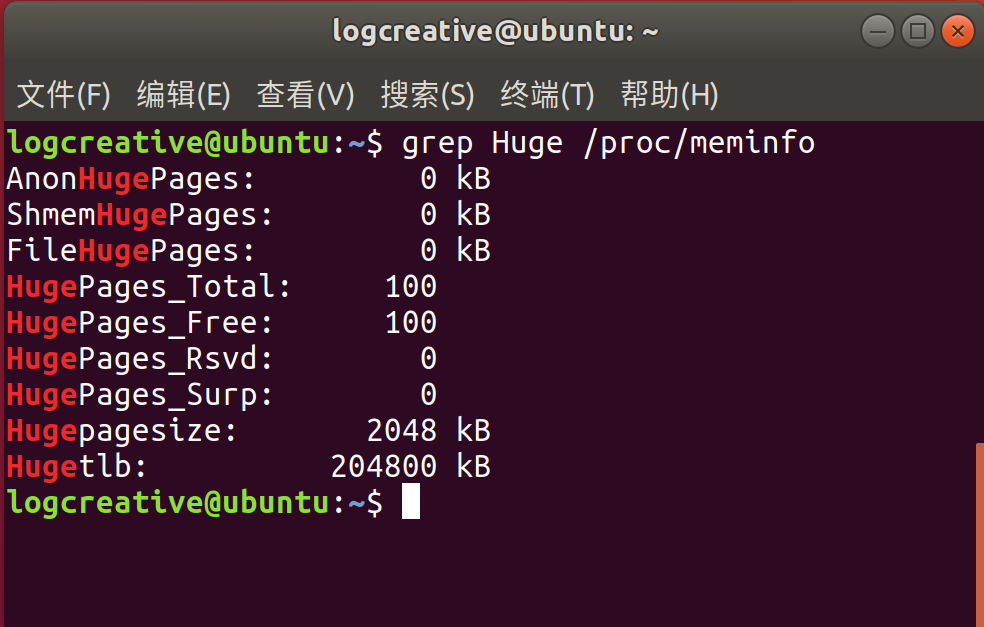 logcreative@ubuntu: ~
文件(F) 编辑(E) 查看(V) 搜索(S) 终端(T) 帮助(H)
logcreative@ubuntu:~$ grep Huge /proc/meminfo
AnonHugePages:         0 kB
ShmemHugePages:        0 kB
FileHugePages:         0 kB
HugePages_Total:     100
HugePages_Free:      100
HugePages_Rsvd:        0
HugePages_Surp:        0
Hugepagesize:       2048 kB
Hugetlb:          204800 kB
logcreative@ubuntu:~$